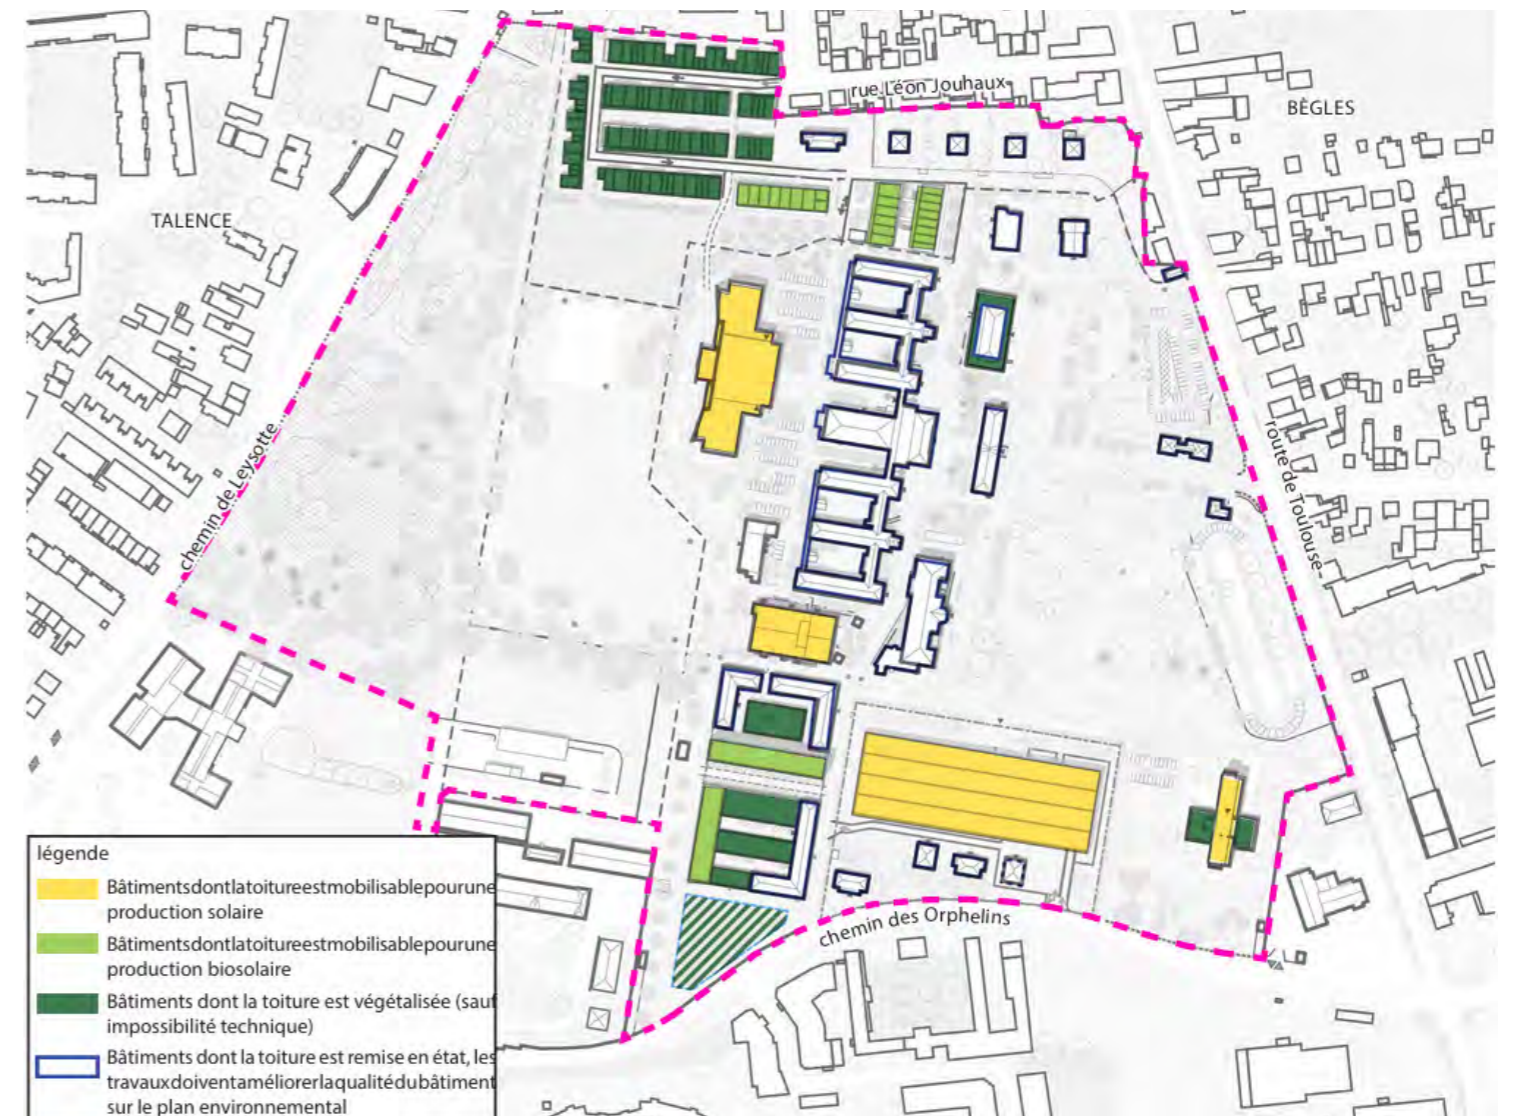 rue Léon Jouhaux
BÈGLES
TALENCE
chemin de Leysotte
route de Toulouse
chemin des Orphelins
légende
Bâtimentsdontlatoitureestmobilisablepourune
production solaire
Bâtimentsdontlatoitureestmobilisablepourune
production biosolaire
Bâtiments dont la toiture est végétalisée (sauf
impossibilité technique)
Bâtiments dont la toiture est remise en état, les
travauxdoiventaméliorerlaqualitédubâtiment
sur le plan environnemental